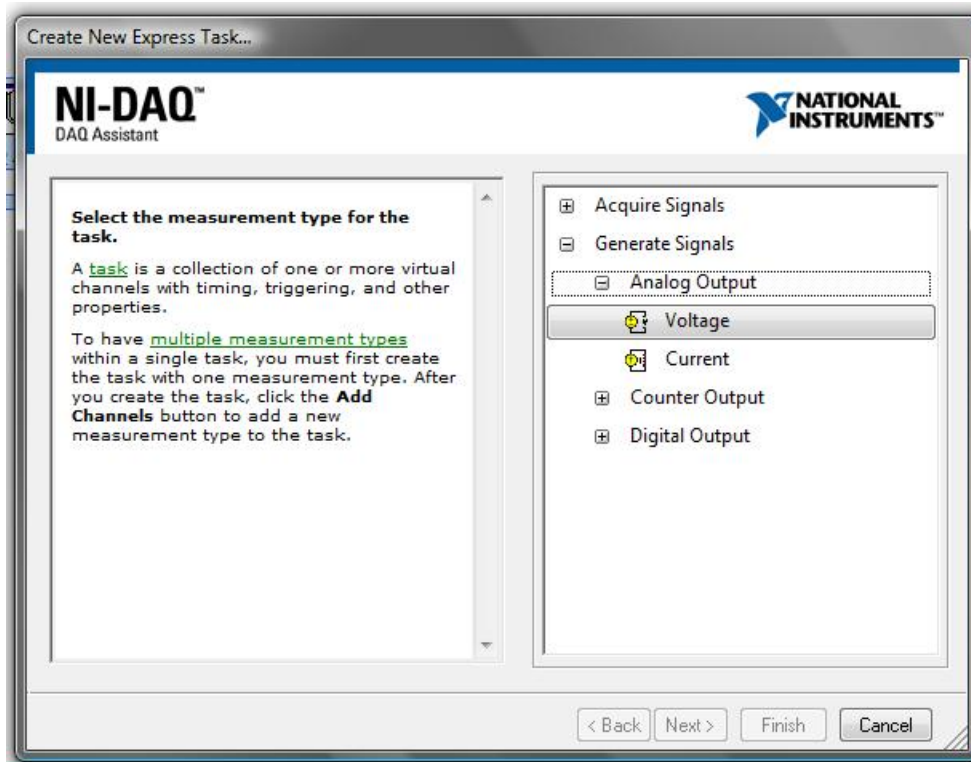 Create New Express Task...
NI-DAQ™
DAQ Assistant
NATIONAL
INSTRUMENTS™
Select the measurement type for the
task.
A task is a collection of one or more virtual
channels with timing, triggering, and other
properties.
To have multiple measurement types
within a single task, you must first create
the task with one measurement type. After
you create the task, click the Add
Channels button to add a new
measurement type to the task.
Acquire Signals
Generate Signals
Analog Output
Voltage
Current
Counter Output
Digital Output
< Back
Next >
Finish
Cancel